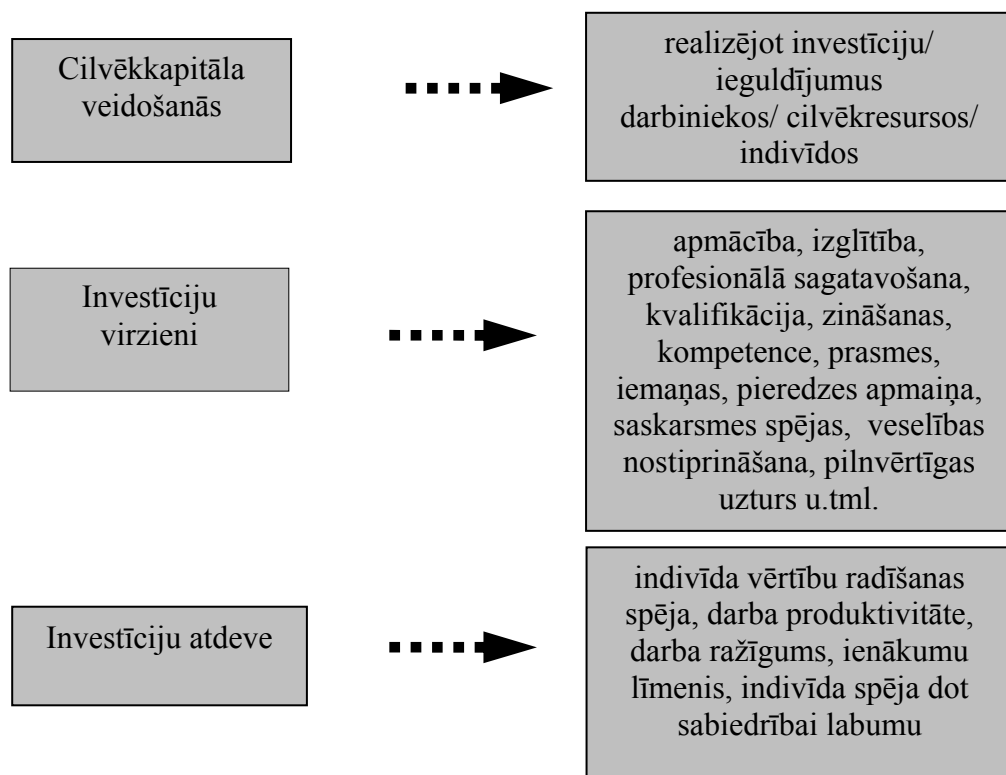 Cilvēkkapitāla
veidošanās
realizējot investīciju/
ieguldījumus
darbiniekos/ cilvēkresursos/
indivīdos
Investīciju
virzieni
apmācība, izglītība,
profesionālā sagatavošana,
kvalifikācija, zināšanas,
kompetence, prasmes,
iemaņas, pieredzes apmaiņa,
saskarsmes spējas,  veselības
nostiprināšana, pilnvērtīgas
uzturs u.tml.
Investīciju atdeve
indivīda vērtību radīšanas
spēja, darba produktivitāte,
darba ražīgums, ienākumu
līmenis, indivīda spēja dot
sabiedrībai labumu